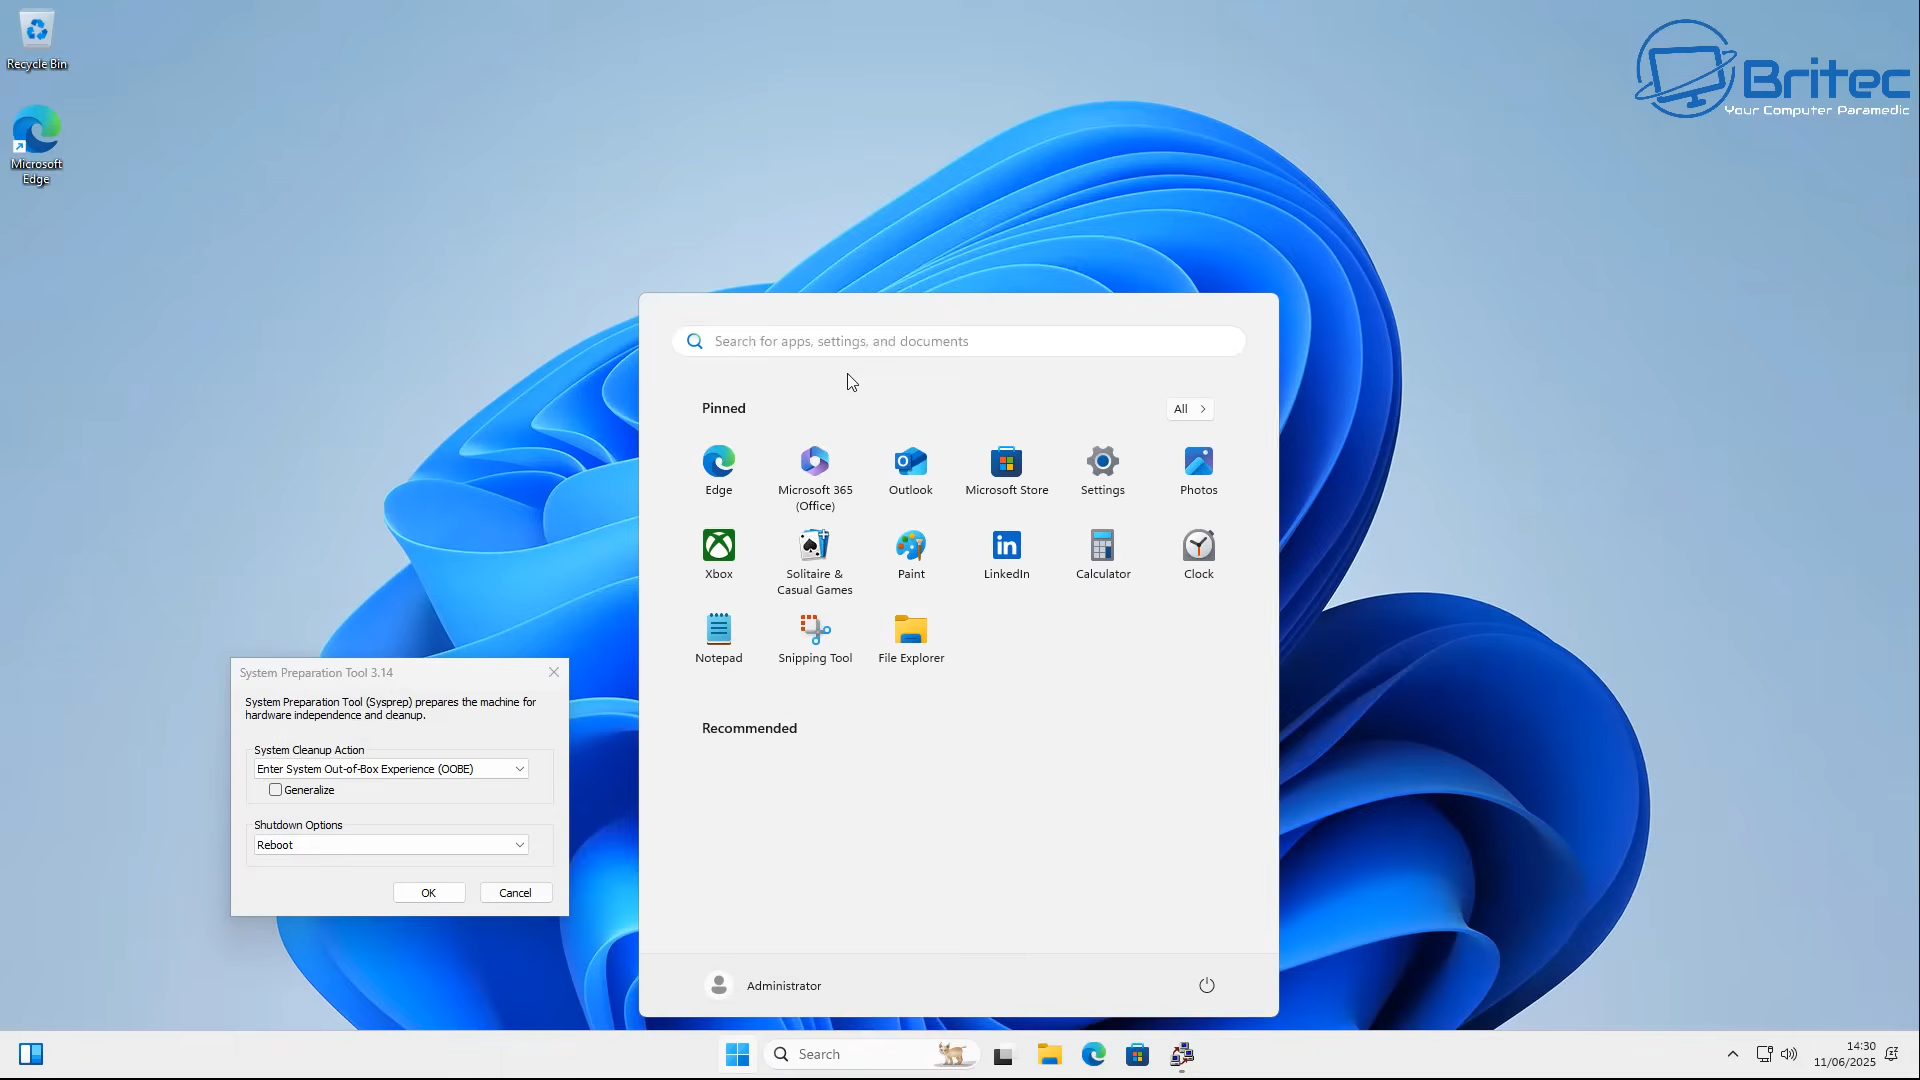 Recycle Bin
Microsoft
Edge
Britec
Your Computer Paramedic
Search for apps, settings, and documents
Pinned
All
Edge
Microsoft 365
(Office)
Outlook
Microsoft Store
Settings
Photos
Xbox
Solitaire &
Casual Games
Paint
LinkedIn
Calculator
Clock
Notepad
Snipping Tool
File Explorer
Recommended
Administrator
System Preparation Tool 3.14
System Preparation Tool (Sysprep) prepares the machine for
hardware independence and cleanup.
System Cleanup Action
Enter System Out-of-Box Experience (OOBE)
Generalize
Shutdown Options
Reboot
OK
Cancel
Search
14:30
11/06/2025